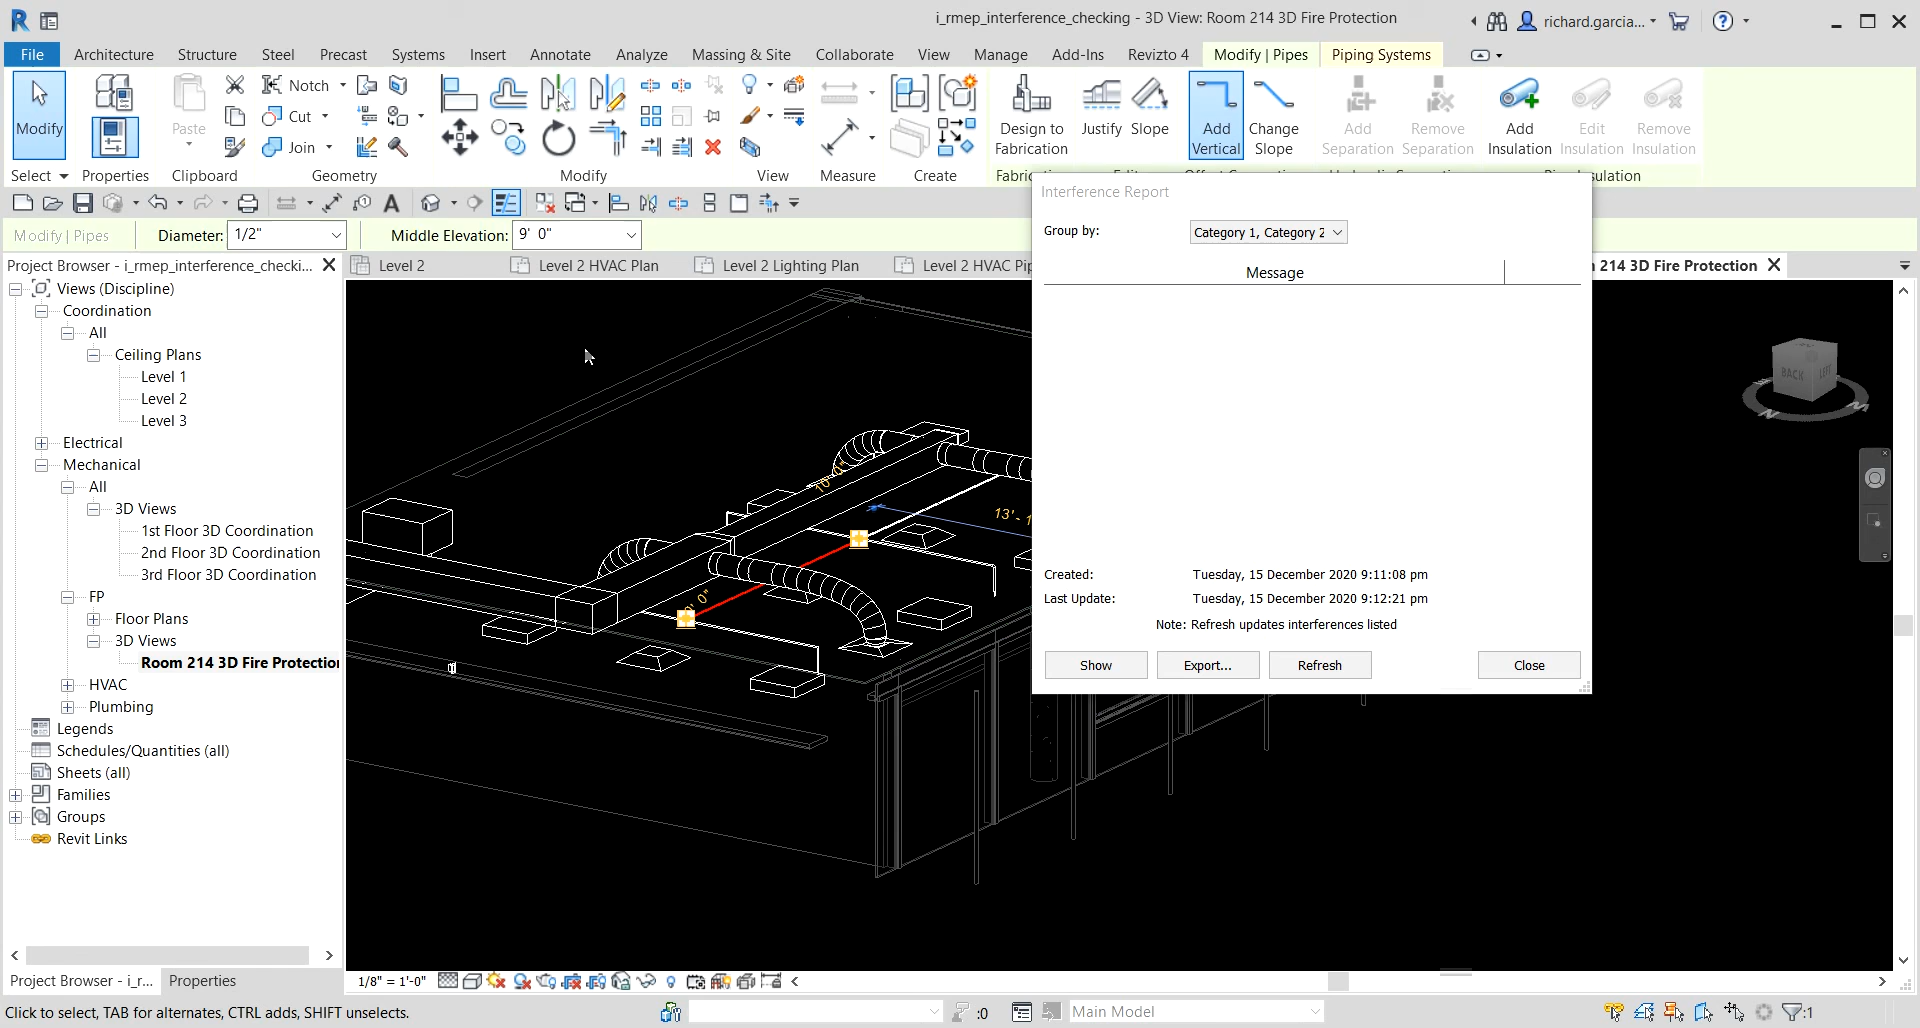 i_rmep_interference_checking - 3D View: Room 214 3D Fire Protection
richard.garcia...
File Architecture Structure Steel Precast Systems Insert Annotate Analyze Massing & Site Collaborate View Manage Add-Ins Revizto 4 Modify | Pipes Piping Systems
Modify
Paste
Notch
Cut
Join
Design to Fabrication
Justify
Slope
Add Vertical
Change Slope
Add Separation
Remove Separation
Add Insulation
Edit Insulation
Remove Insulation
Select Properties Clipboard Geometry Modify View Measure Create
Modify | Pipes Diameter: 1/2" Middle Elevation: 9' 0"
Project Browser - i_rmep_interference_checki...
Level 2 Level 2 HVAC Plan Level 2 Lighting Plan Level 2 HVAC Pip 214 3D Fire Protection
Views (Discipline)
Coordination
All
Ceiling Plans
Level 1
Level 2
Level 3
Electrical
Mechanical
All
3D Views
1st Floor 3D Coordination
2nd Floor 3D Coordination
3rd Floor 3D Coordination
FP
Floor Plans
3D Views
Room 214 3D Fire Protection
HVAC
Plumbing
Legends
Schedules/Quantities (all)
Sheets (all)
Families
Groups
Revit Links
Project Browser - i_r... Properties
13' - 1
BACK LEFT
Interference Report
Group by: Category 1, Category 2
Message
Created: Tuesday, 15 December 2020 9:11:08 pm
Last Update: Tuesday, 15 December 2020 9:12:21 pm
Note: Refresh updates interferences listed
Show Export... Refresh Close
1/8" = 1'-0"
Click to select, TAB for alternates, CTRL adds, SHIFT unselects.
:0
Main Model
:1